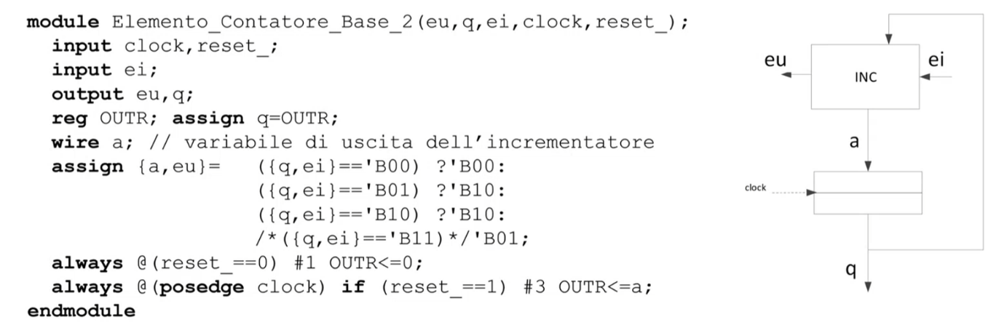 module Elemento_Contatore_Base_2(eu,q,ei,clock,reset_);
input clock,reset_;
input ei;
output eu,q;
reg OUTR; assign q=OUTR;
wire a; // variabile di uscita dell’incrementatore
assign {a,eu}= ({q,ei}=='B00) ?'B00:
({q,ei}=='B01) ?'B10:
({q,ei}=='B10) ?'B10:
/*({q,ei}=='B11)*/'B01;
always @(reset_==0) #1 OUTR<=0;
always @(posedge clock) if (reset_==1) #3 OUTR<=a;
endmodule
eu
INC
ei
a
clock
q